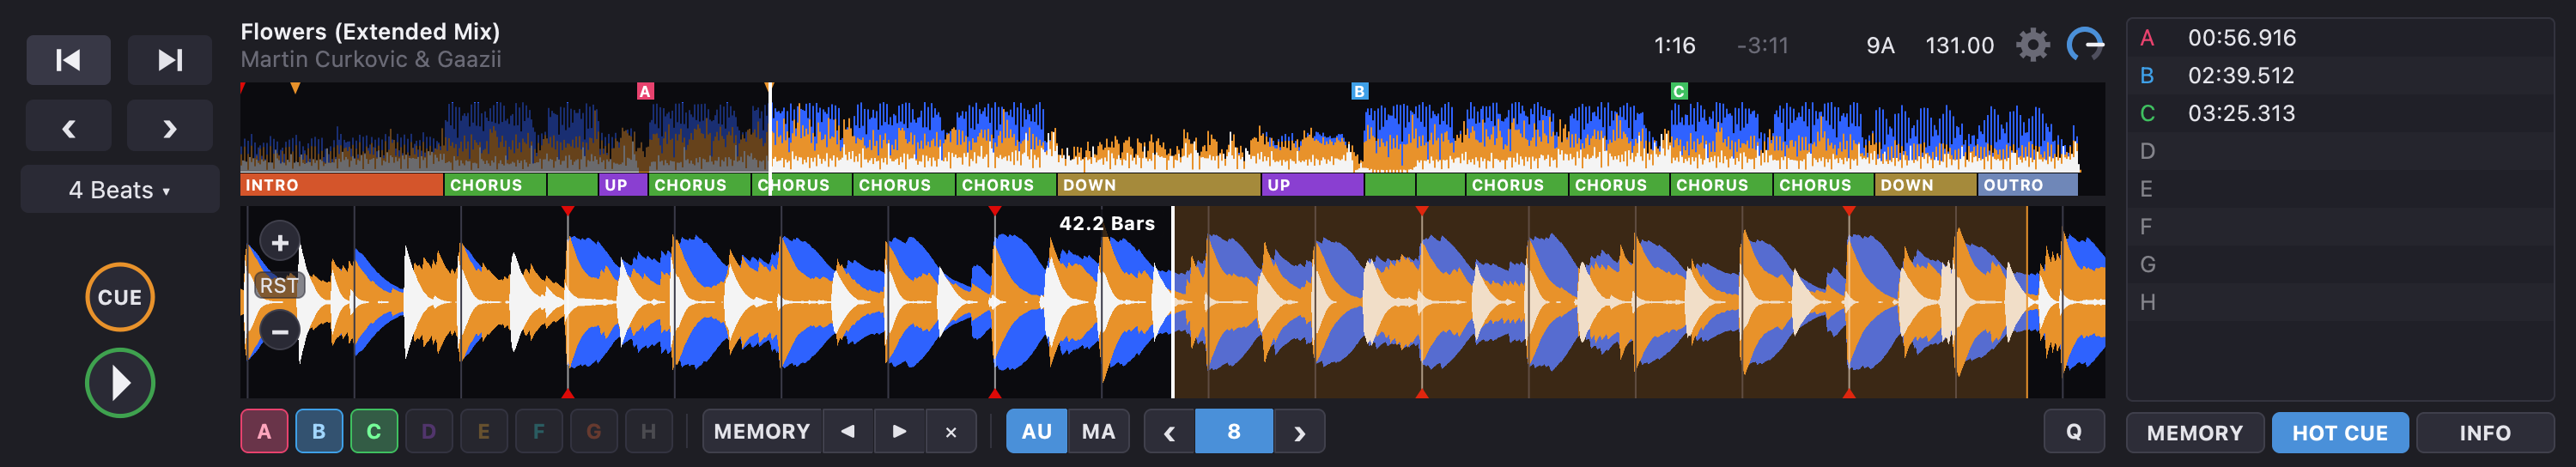 Flowers (Extended Mix)
Martin Curkovic & Gaazii
1:16 -3:11 9A 131.00
4 Beats
CUE
A B C
INTRO CHORUS UP CHORUS CHORUS CHORUS CHORUS DOWN UP CHORUS CHORUS CHORUS CHORUS DOWN OUTRO
42.2 Bars
+
RST
−
A B C D E F G H MEMORY AU MA 8 Q
A 00:56.916
B 02:39.512
C 03:25.313
D
E
F
G
H
MEMORY HOT CUE INFO